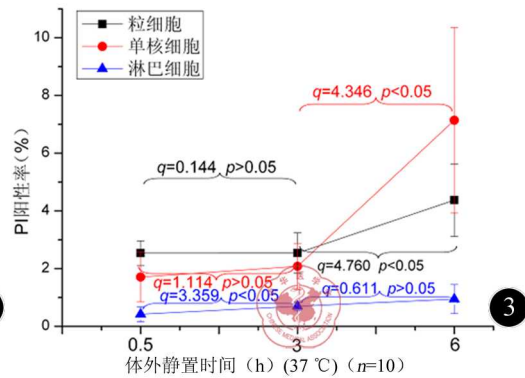 10
8
6
4
2
0
PI阳性率(%)
粒细胞
单核细胞
淋巴细胞
q=4.346 p<0.05
q=0.144 p>0.05
q=1.114 p>0.05
q=4.760 p<0.05
q=3.359 p<0.05
q=0.611 p>0.05
CHINESE MEDICAL ASSOCIATION
0.5
3
6
体外静置时间（h）(37 ℃)（n=10）
3